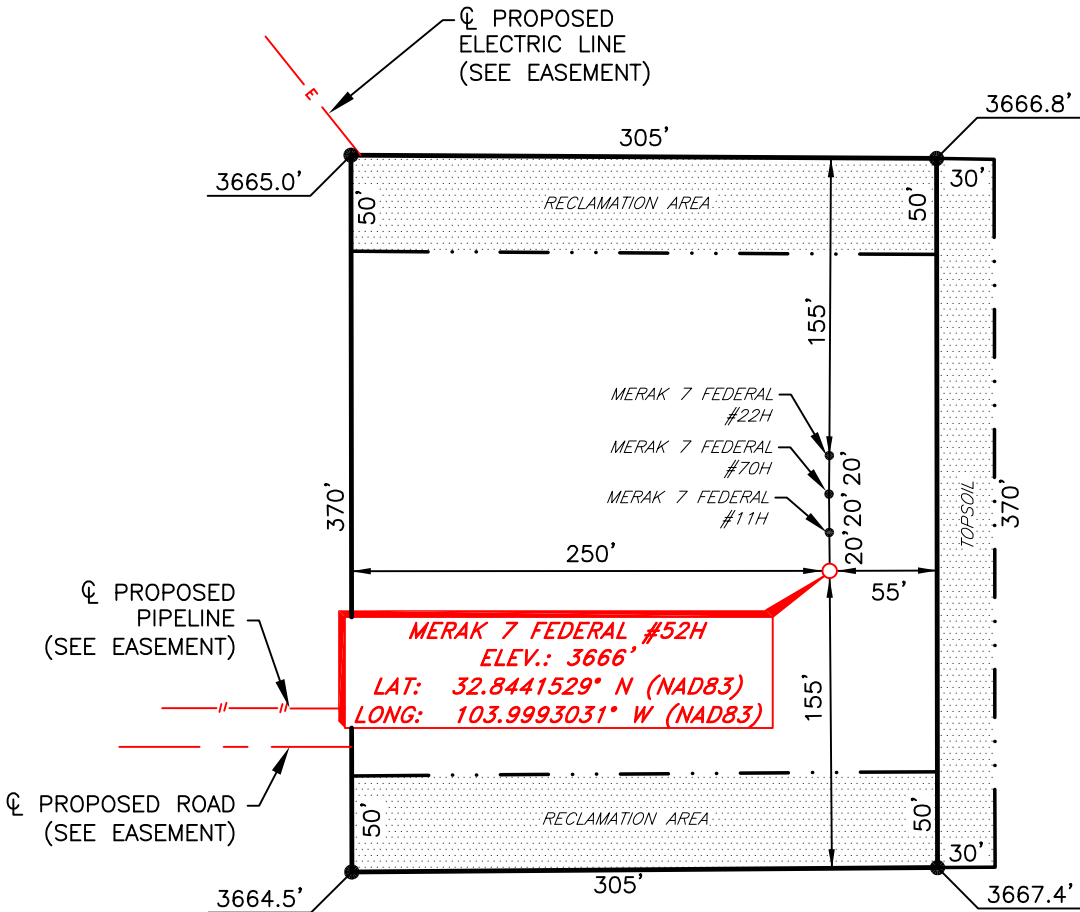 ℄ PROPOSED
ELECTRIC LINE
(SEE EASEMENT)
E
3666.8'
305'
3665.0'
30'
50'
RECLAMATION AREA
50'
155'
MERAK 7 FEDERAL
#22H
MERAK 7 FEDERAL
#70H
MERAK 7 FEDERAL
#11H
20'
20'
20'
370'
TOPSOIL
370'
250'
55'
℄ PROPOSED
PIPELINE
(SEE EASEMENT)
MERAK 7 FEDERAL #52H
ELEV.: 3666'
LAT: 32.8441529° N (NAD83)
LONG: 103.9993031° W (NAD83)
155'
℄ PROPOSED ROAD
(SEE EASEMENT)
50'
RECLAMATION AREA
50'
30'
3664.5'
305'
3667.4'